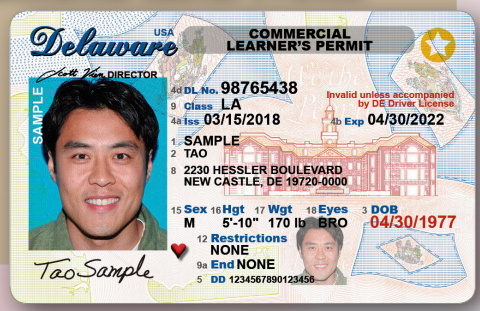 Delaware USA
COMMERCIAL
LEARNER'S PERMIT
Scott Vien DIRECTOR
SAMPLE
4d DL No. 98765438
9 Class LA
4a Iss 03/15/2018
Invalid unless accompanied
by DE Driver License
4b Exp 04/30/2022
1 SAMPLE
2 TAO
8 2230 HESSLER BOULEVARD
NEW CASTLE, DE 19720-0000
15 Sex 16 Hgt 17 Wgt 18 Eyes 3 DOB
M 5'-10" 170 lb BRO 04/30/1977
12 Restrictions
NONE
9a End NONE
5 DD 1234567890123456
Tao Sample